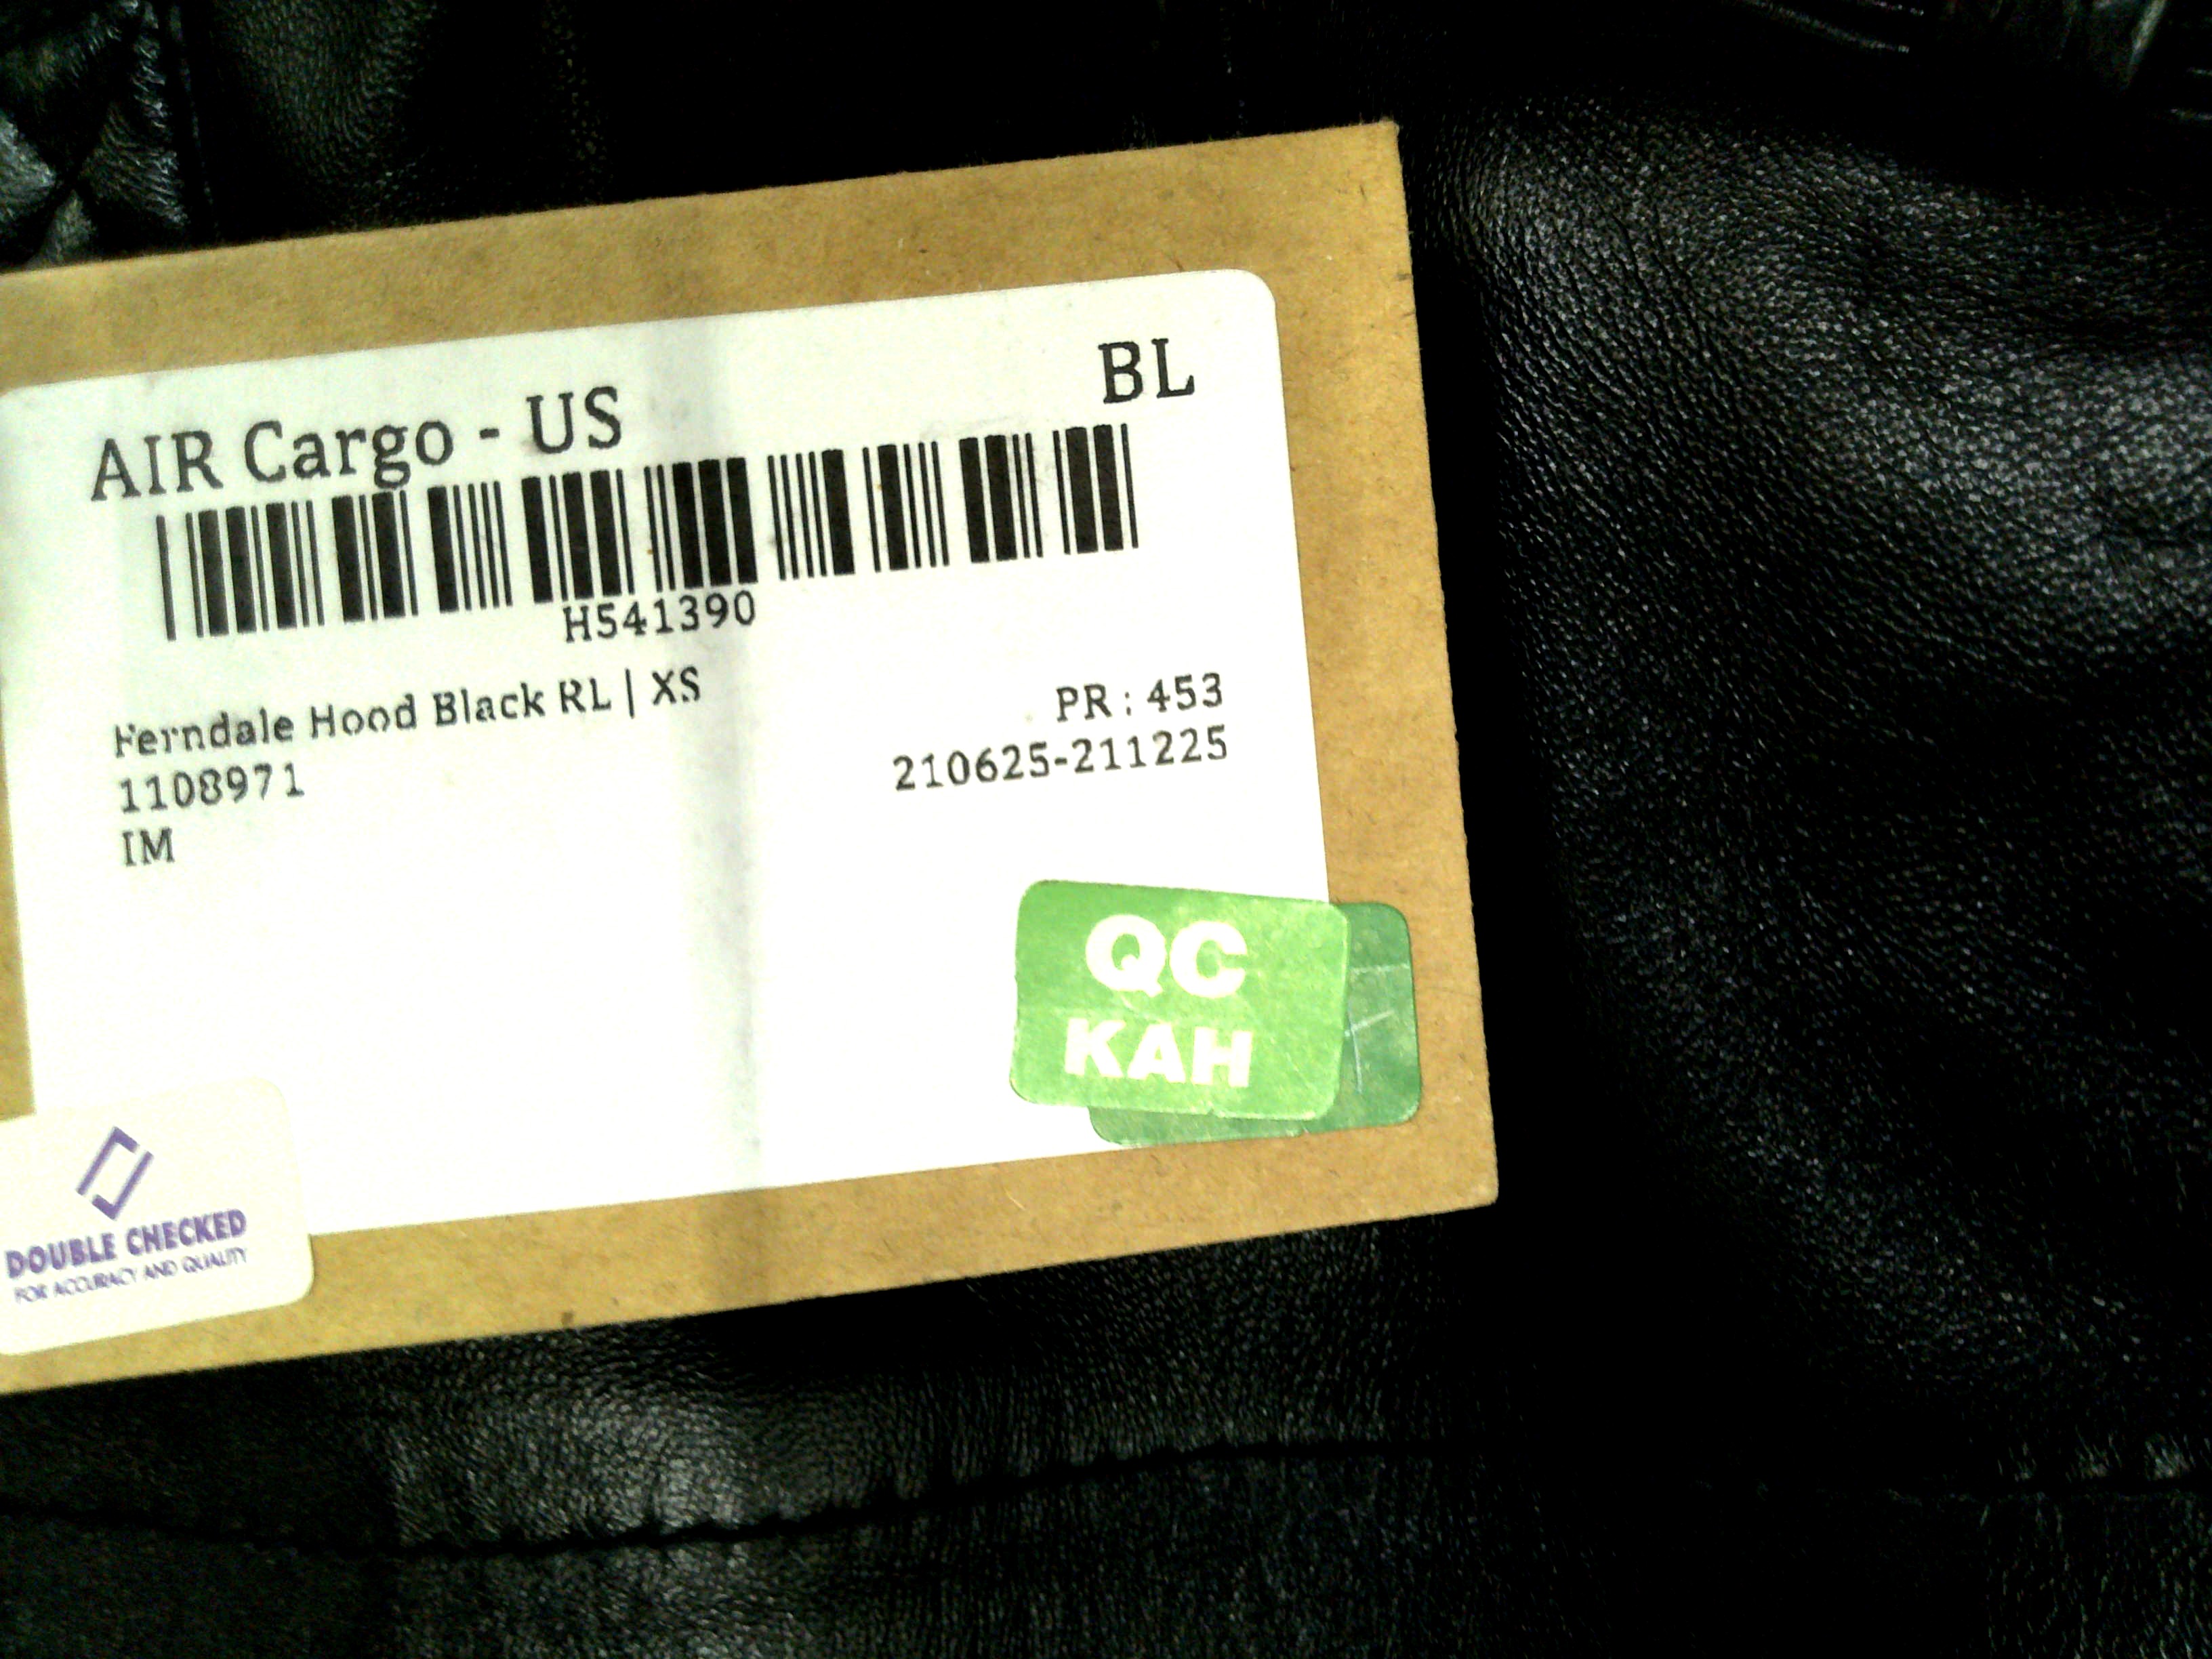 AIR Cargo - US
BL
H541390
Ferndale Hood Black RL | XS
1108971
IM
PR : 453
210625-211225
QC
KAH
DOUBLE CHECKED
FOR ACCURACY AND QUALITY